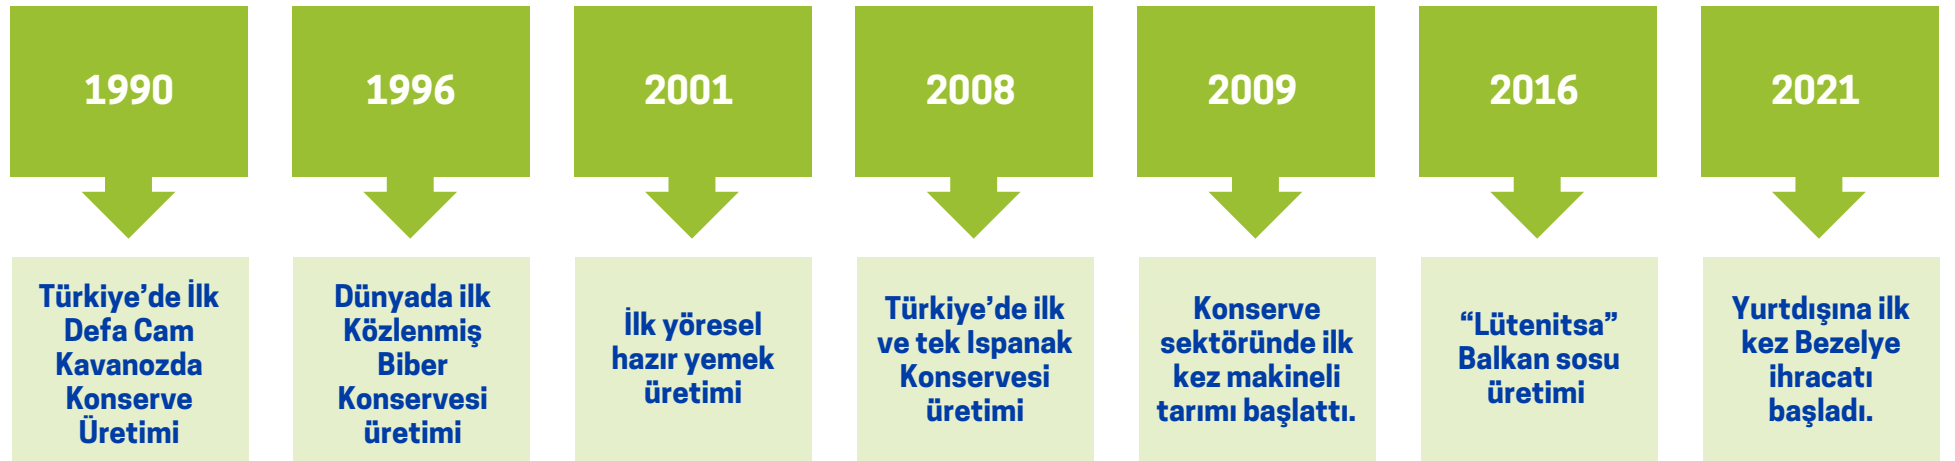 1990
Türkiye’de İlk
Defa Cam
Kavanozda
Konserve
Üretimi
1996
Dünyada ilk
Közlenmiş
Biber
Konservesi
üretimi
2001
İlk yöresel
hazır yemek
üretimi
2008
Türkiye’de ilk
ve tek Ispanak
Konservesi
üretimi
2009
Konserve
sektöründe ilk
kez makineli
tarımı başlattı.
2016
“Lütenitsa”
Balkan sosu
üretimi
2021
Yurtdışına ilk
kez Bezelye
ihracatı
başladı.